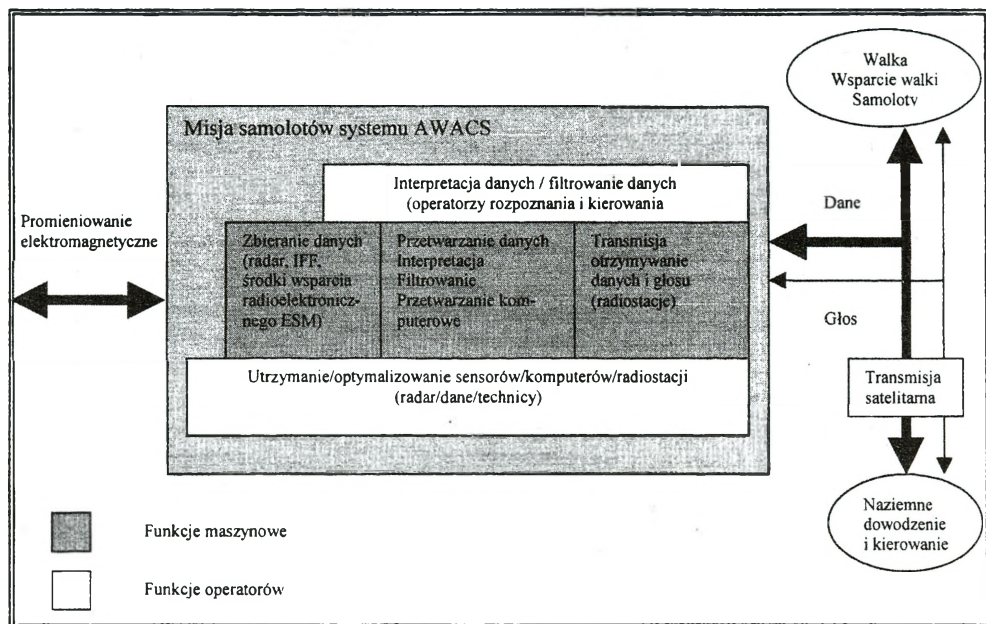 Walka
Wsparcie walki
Samoloty
Misja samolotów systemu AWACS
Interpretacja danych / filtrowanie danych
(operatorzy rozpoznania i kierowania
Promieniowanie
elektromagnetyczne
Zbieranie danych
(radar, IFF,
środki wsparcia
radioelektronicz-
nego ESM)
Przetwarzanie danych
Interpretacja
Filtrowanie
Przetwarzanie kom-
puterowe
Transmisja
otrzymywanie
danych i głosu
(radiostacje)
Dane
Głos
Utrzymanie/optymalizowanie sensorów/komputerów/radiostacji
(radar/dane/technicy)
Transmisja
satelitarna
Naziemne
dowodzenie
i kierowanie
Funkcje maszynowe
Funkcje operatorów